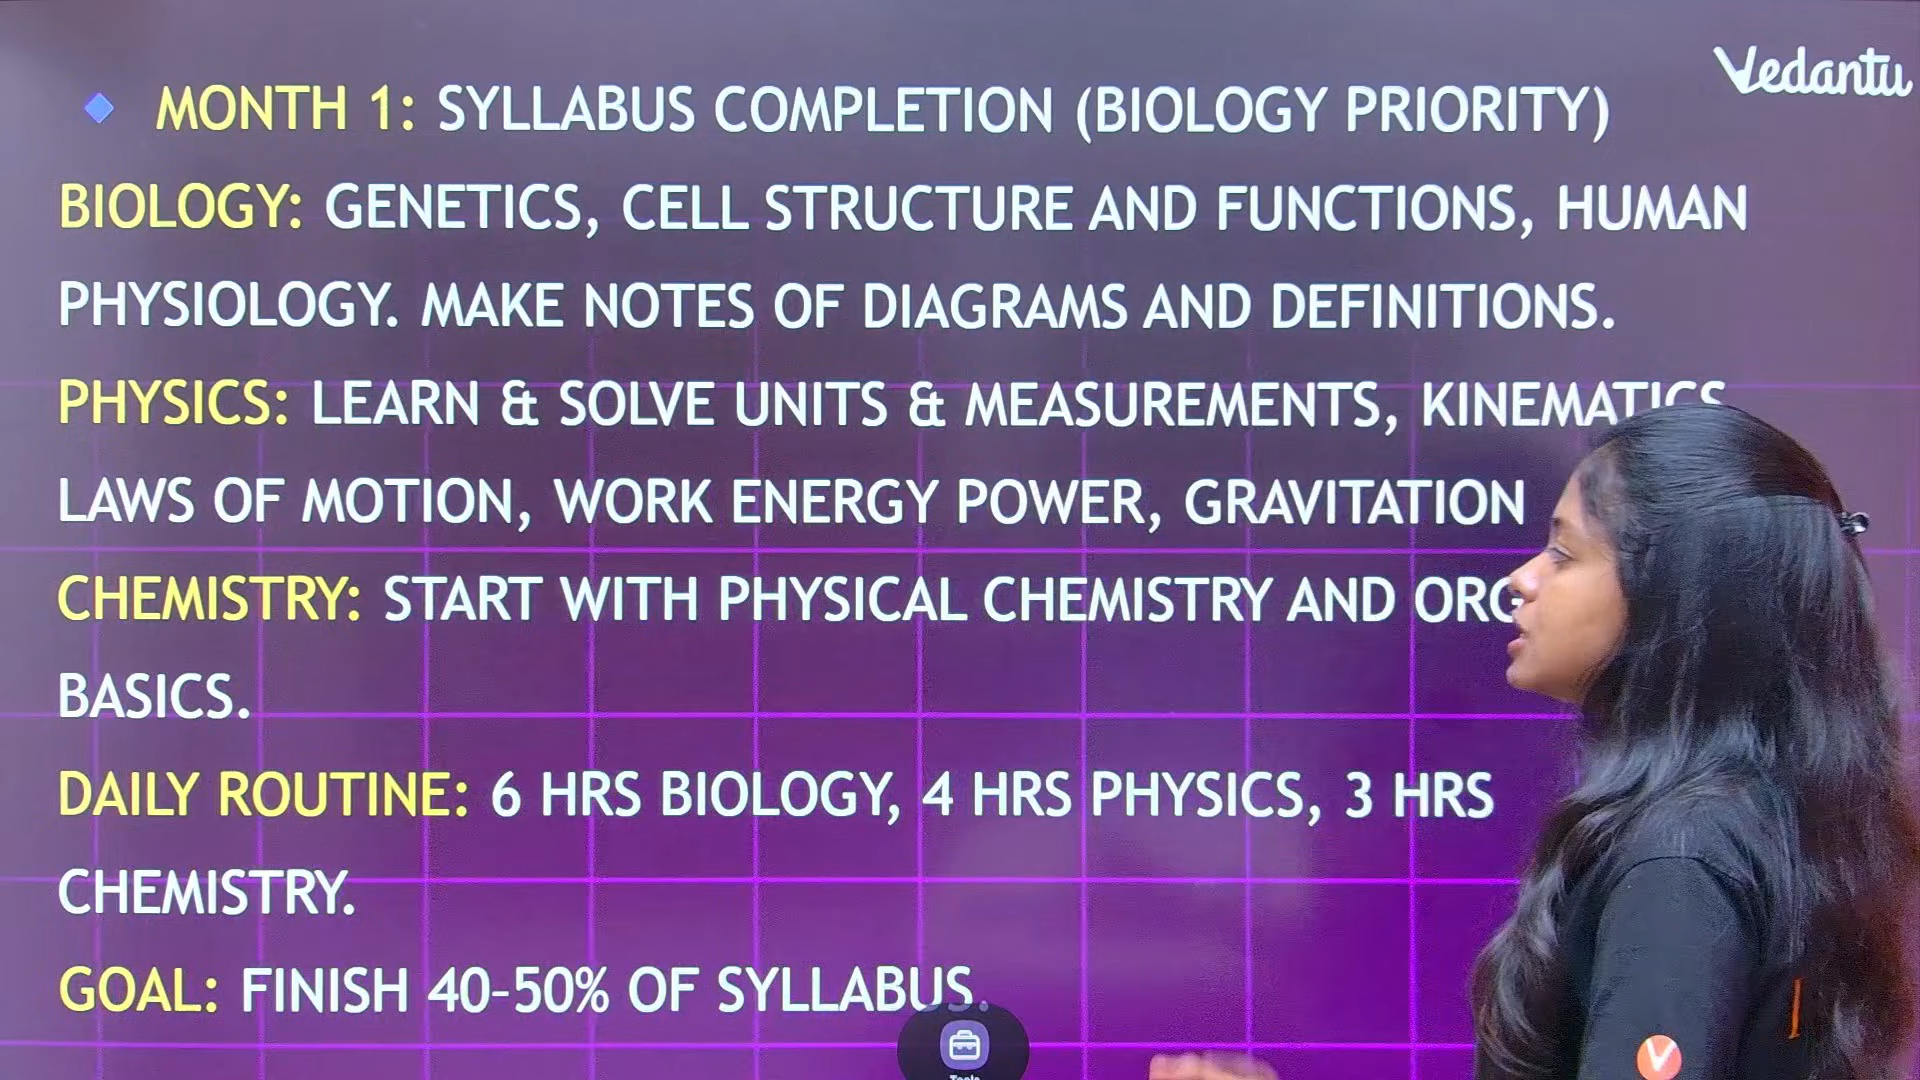 Vedantu
MONTH 1: SYLLABUS COMPLETION (BIOLOGY PRIORITY)
BIOLOGY: GENETICS, CELL STRUCTURE AND FUNCTIONS, HUMAN
PHYSIOLOGY. MAKE NOTES OF DIAGRAMS AND DEFINITIONS.
PHYSICS: LEARN & SOLVE UNITS & MEASUREMENTS, KINEMATICS
LAWS OF MOTION, WORK ENERGY POWER, GRAVITATION
CHEMISTRY: START WITH PHYSICAL CHEMISTRY AND ORG
BASICS.
DAILY ROUTINE: 6 HRS BIOLOGY, 4 HRS PHYSICS, 3 HRS
CHEMISTRY.
GOAL: FINISH 40-50% OF SYLLABUS.
V